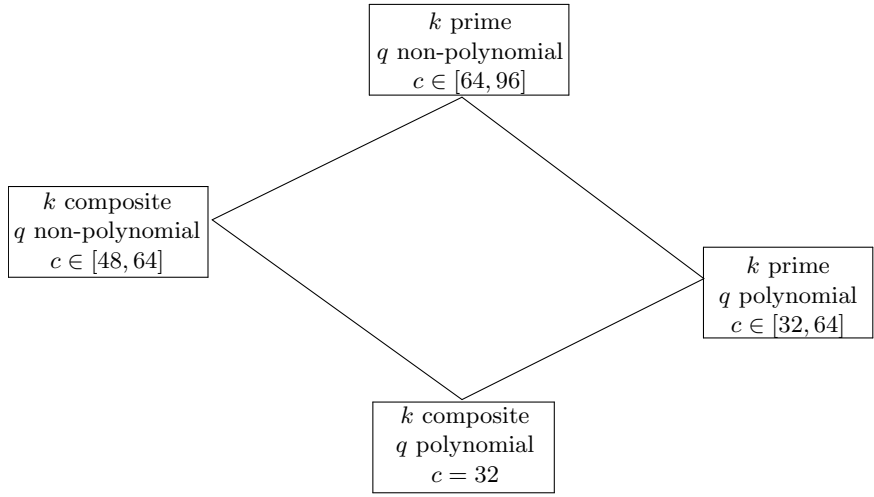 k prime
q non-polynomial
c ∈ [64, 96]
k composite
q non-polynomial
c ∈ [48, 64]
k prime
q polynomial
c ∈ [32, 64]
k composite
q polynomial
c = 32